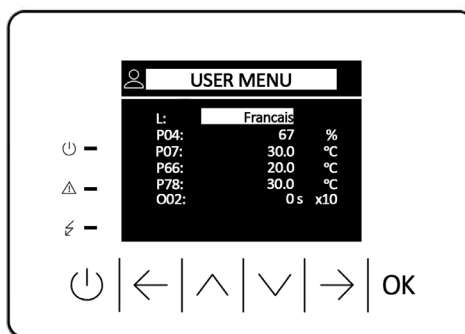 USER MENU
L: Francais
P04: 67 %
P07: 30.0 °C
P66: 20.0 °C
P78: 30.0 °C
O02: 0 s x10
OK